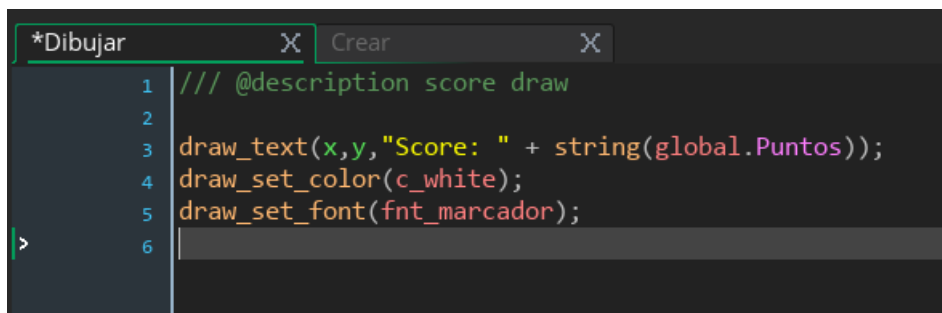 *Dibujar X Crear X
1 /// @description score draw
2
3 draw_text(x,y,"Score: " + string(global.Puntos));
4 draw_set_color(c_white);
5 draw_set_font(fnt_marcador);
> 6